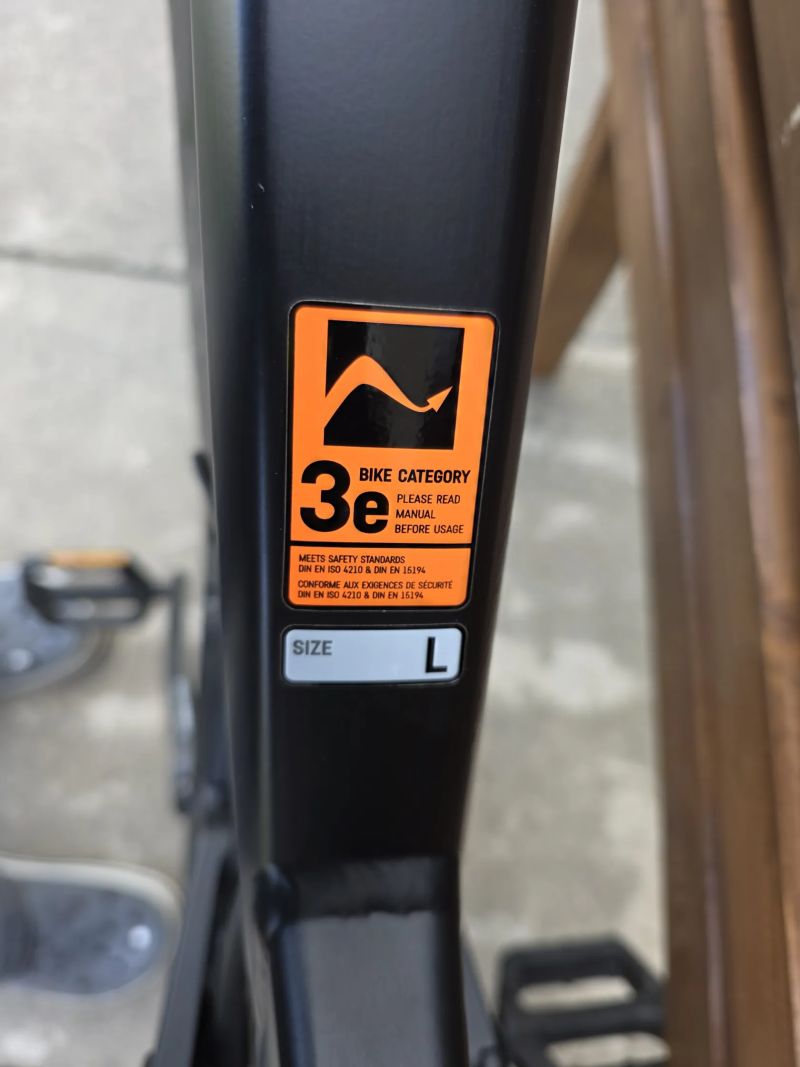 3e BIKE CATEGORY
PLEASE READ
MANUAL
BEFORE USAGE
MEETS SAFETY STANDARDS
DIN EN ISO 4210 & DIN EN 15194
CONFORME AUX EXIGENCES DE SÉCURITÉ
DIN EN ISO 4210 & DIN EN 15194
SIZE L